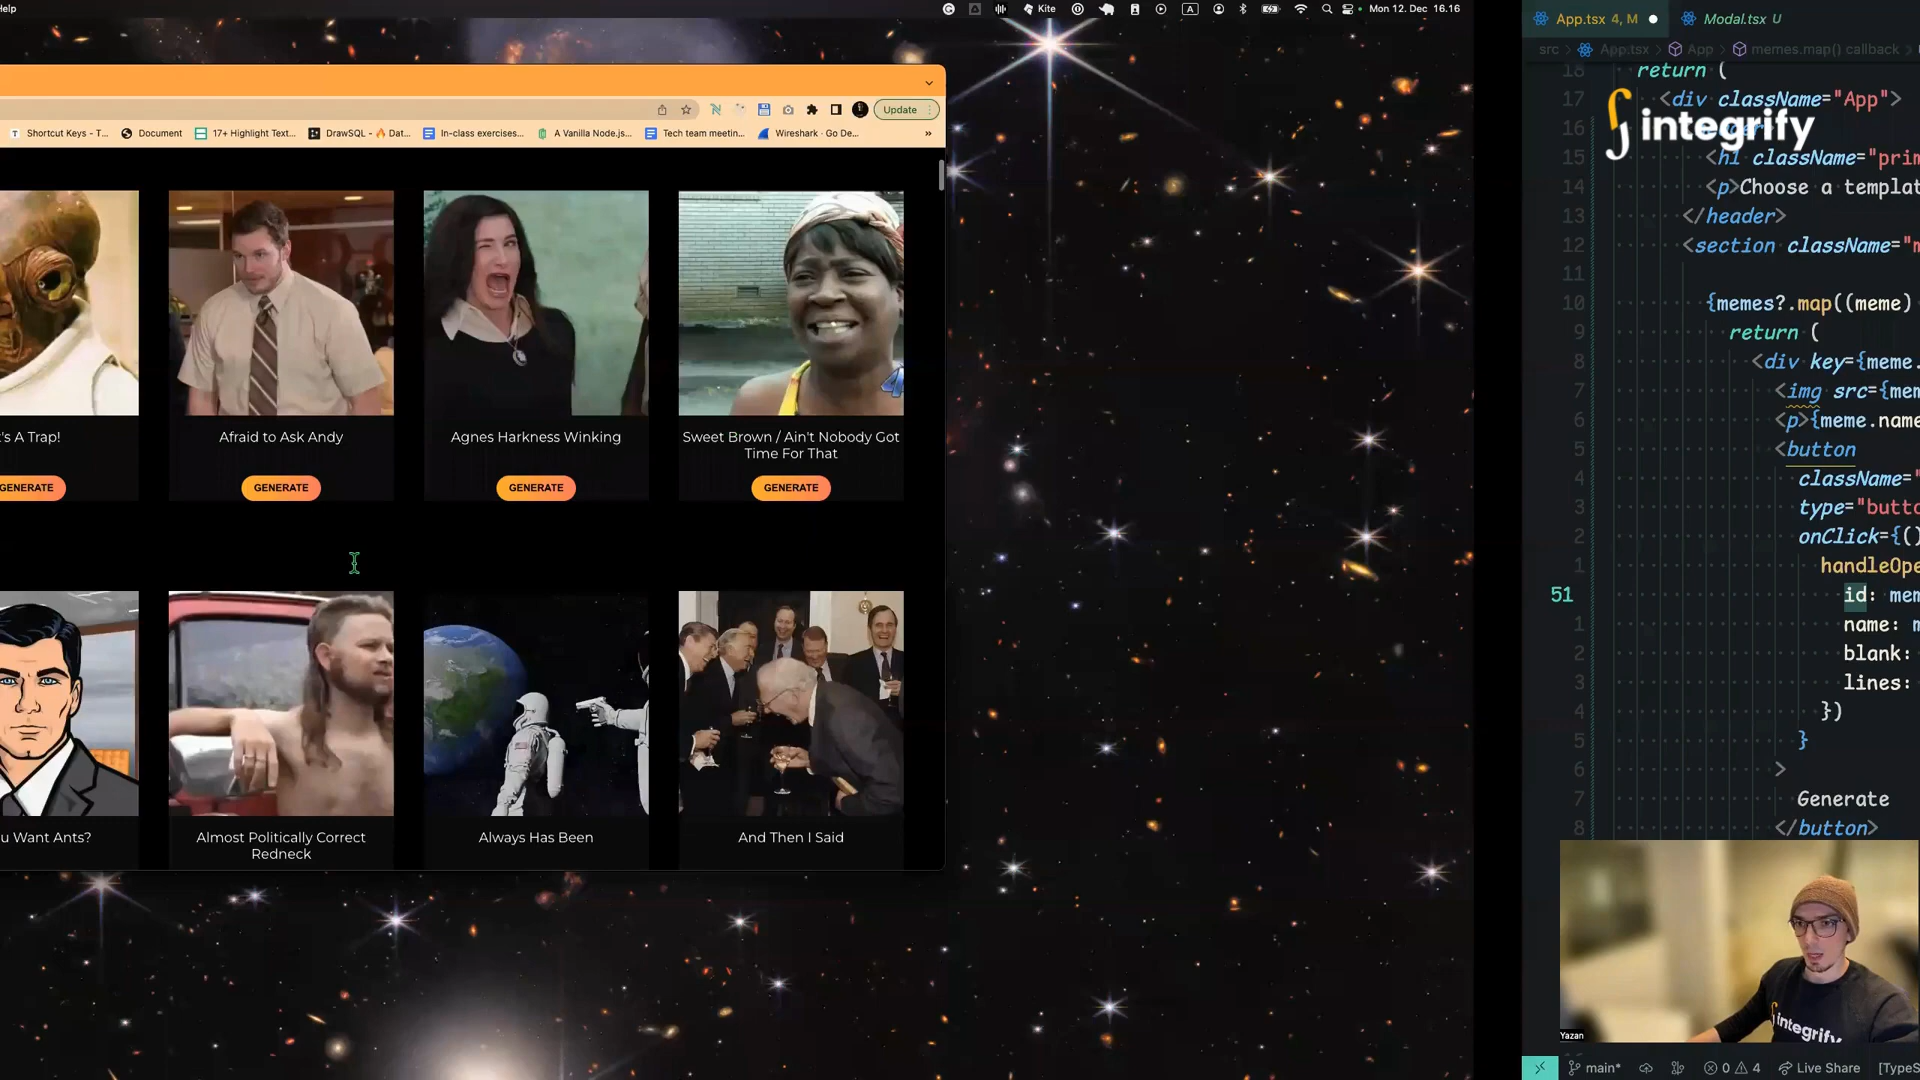 Help
Kite
Mon 12. Dec 16.16
Update
Shortcut Keys - T...
Document
17+ Highlight Text...
DrawSQL - 🔥 Dat...
In-class exercises...
A Vanilla Node.js...
Tech team meetin...
Wireshark · Go De...
»
's A Trap!
Afraid to Ask Andy
Agnes Harkness Winking
Sweet Brown / Ain't Nobody Got
Time For That
GENERATE
GENERATE
GENERATE
GENERATE
u Want Ants?
Almost Politically Correct
Redneck
Always Has Been
And Then I Said
App.tsx 4, M
Modal.tsx U
src > App.tsx > App > memes.map() callback >
18 return (
17 <div className="App">
16
integrify
15 <h1 className="prim
14 <p>Choose a templat
13 </header>
12 <section className="m
11
10 {memes?.map((meme)
9 return (
8 <div key={meme.
7 <img src={mem
6 <p>{meme.name
5 <button
4 className="
3 type="butto
2 onClick={()
1 handleOpe
51 id: mem
1 name: m
2 blank:
3 lines:
4 })
5 }
6 >
7 Generate
8 </button>
integrify
Yazan
main*
0 4
Live Share
[TypeS